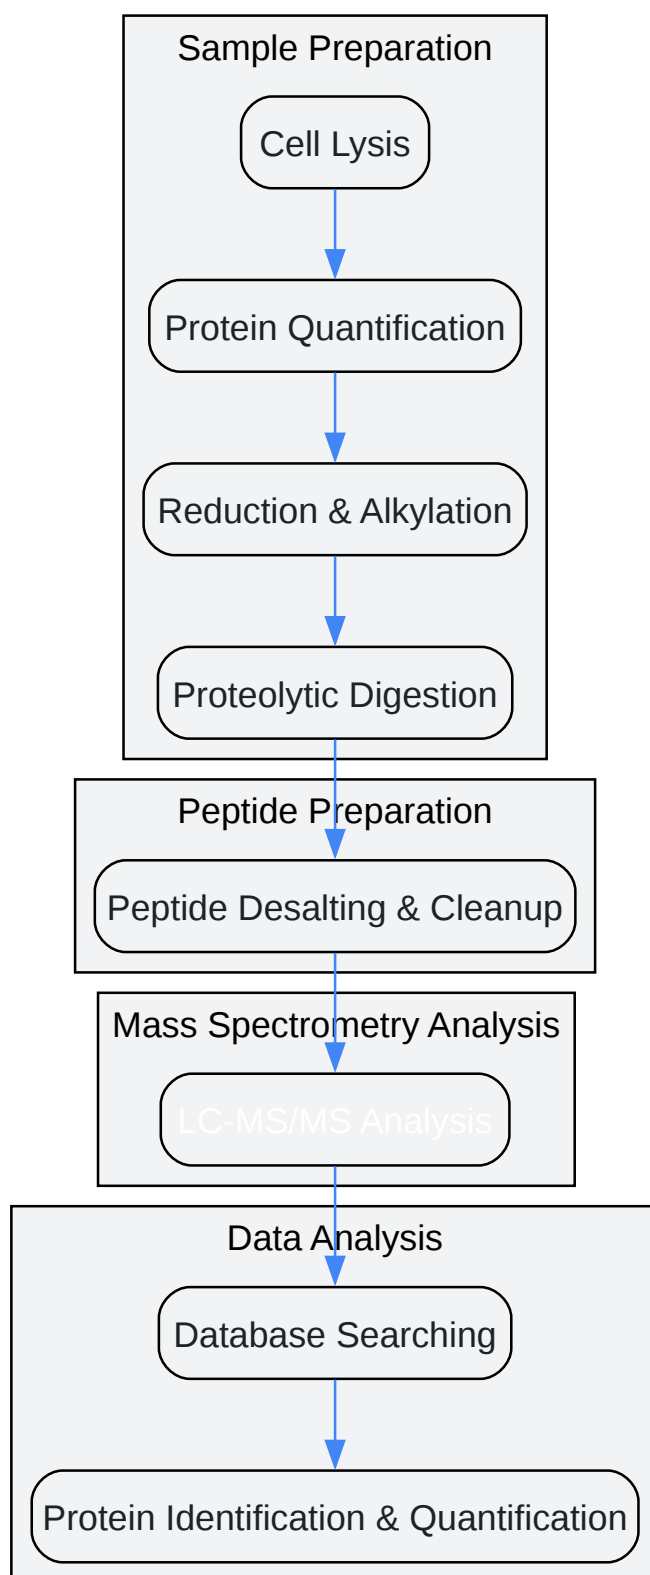 Sample Preparation
Cell Lysis
Protein Quantification
Reduction & Alkylation
Proteolytic Digestion
Peptide Preparation
Peptide Desalting & Cleanup
Mass Spectrometry Analysis
LC-MS/MS Analysis
Data Analysis
Database Searching
Protein Identification & Quantification